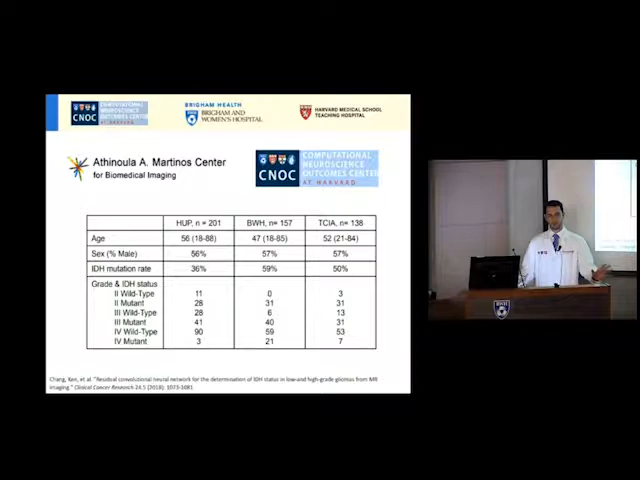 CNOC
COMPUTATIONAL
NEUROSCIENCE
OUTCOMES CENTER
AT HARVARD
BRIGHAM HEALTH
BRIGHAM AND
WOMEN'S HOSPITAL
HARVARD MEDICAL SCHOOL
TEACHING HOSPITAL
Athinoula A. Martinos Center
for Biomedical Imaging
CNOC
COMPUTATIONAL
NEUROSCIENCE
OUTCOMES CENTER
AT HARVARD
HUP, n = 201 BWH, n= 157 TCIA, n= 138
Age 56 (18-88) 47 (18-85) 52 (21-84)
Sex (% Male) 56% 57% 57%
IDH mutation rate 36% 59% 50%
Grade & IDH status
II Wild-Type 11 0 3
II Mutant 28 31 31
III Wild-Type 28 6 13
III Mutant 41 40 31
IV Wild-Type 90 59 53
IV Mutant 3 21 7
Chang, Ken, et al. "Residual convolutional neural network for the determination of IDH status in low-and high-grade gliomas from MR
imaging." Clinical Cancer Research 24.5 (2018): 1073-1081.